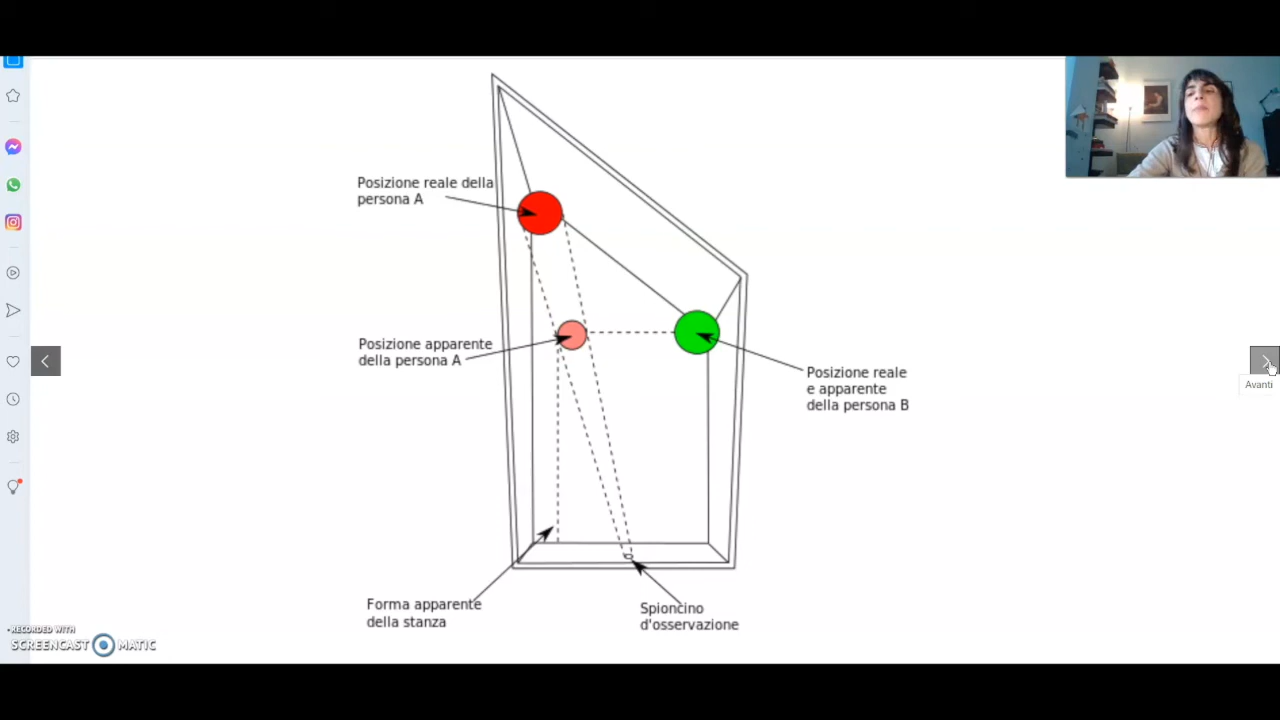 Posizione reale della
persona A
Posizione apparente
della persona A
Posizione reale
e apparente
della persona B
Avanti
Forma apparente
della stanza
Spioncino
d'osservazione
RECORDED WITH
SCREENCAST MATIC